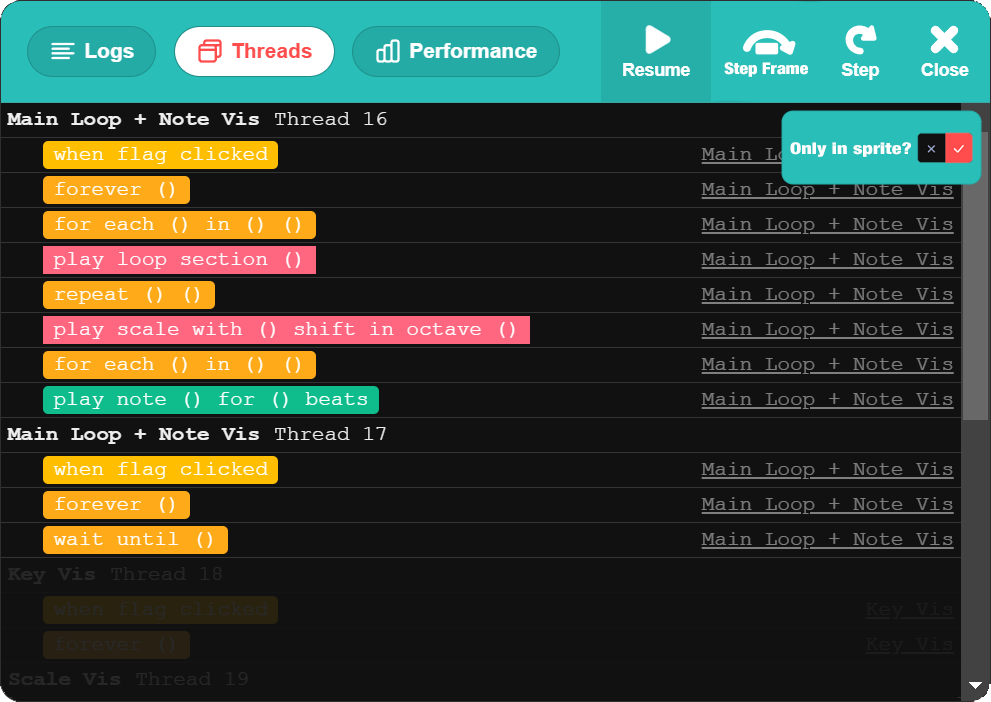 Logs Threads Performance Resume Step Frame Step Close
Main Loop + Note Vis Thread 16
Only in sprite?
when flag clicked Main Lo
forever () Main Loop + Note Vis
for each () in () () Main Loop + Note Vis
play loop section () Main Loop + Note Vis
repeat () () Main Loop + Note Vis
play scale with () shift in octave () Main Loop + Note Vis
for each () in () () Main Loop + Note Vis
play note () for () beats Main Loop + Note Vis
Main Loop + Note Vis Thread 17
when flag clicked Main Loop + Note Vis
forever () Main Loop + Note Vis
wait until () Main Loop + Note Vis
Key Vis Thread 18
when flag clicked Key Vis
forever () Key Vis
Scale Vis Thread 19